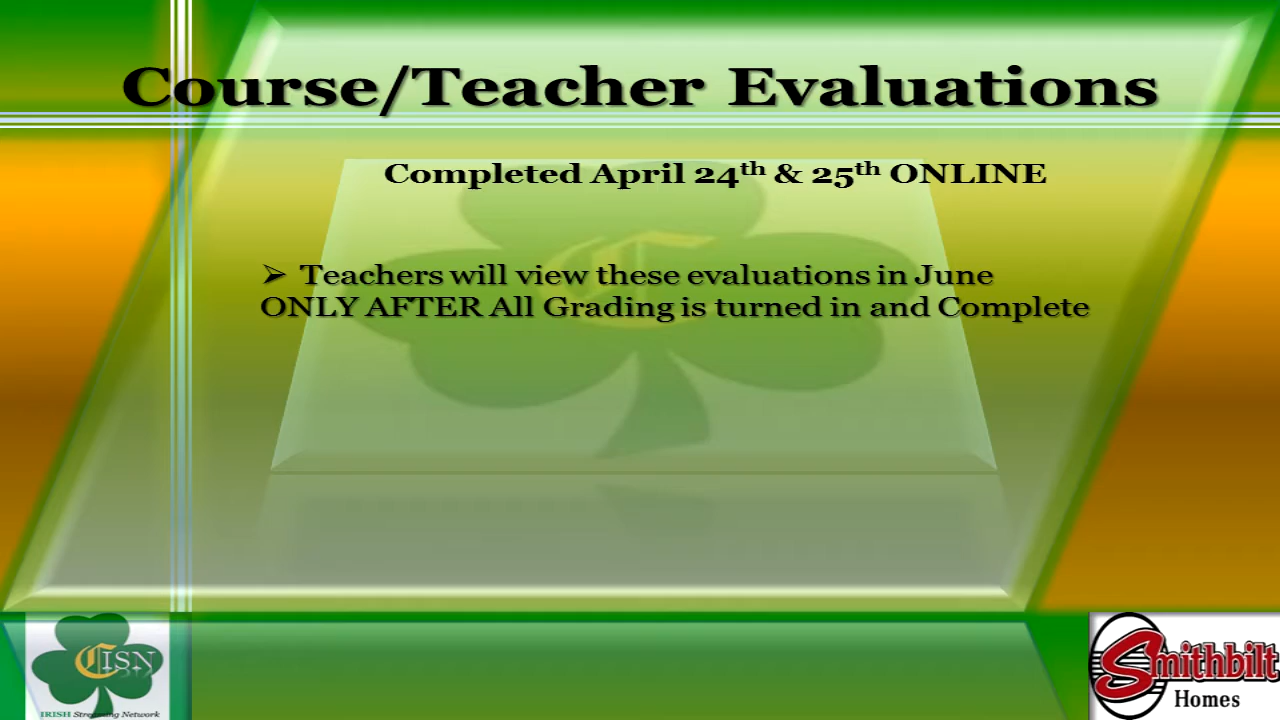 Course/Teacher Evaluations
Completed April 24th & 25th ONLINE
➢ Teachers will view these evaluations in June
ONLY AFTER All Grading is turned in and Complete
C
CISN
IRISH Streaming Network
Smithbilt
Homes